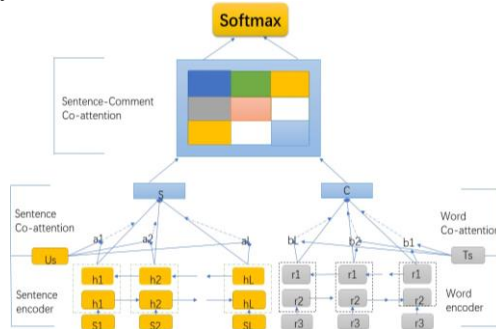 Softmax
Sentence-Comment
Co-attention
S
C
Sentence
Co-attention
Word
Co-attention
a1
a2
aL
bL
b2
b1
Us
Ts
h1
h2
hL
r1
r1
r1
Sentence
encoder
h1
h2
hL
r2
r2
r2
Word
encoder
S1
S2
SL
r3
r3
r3